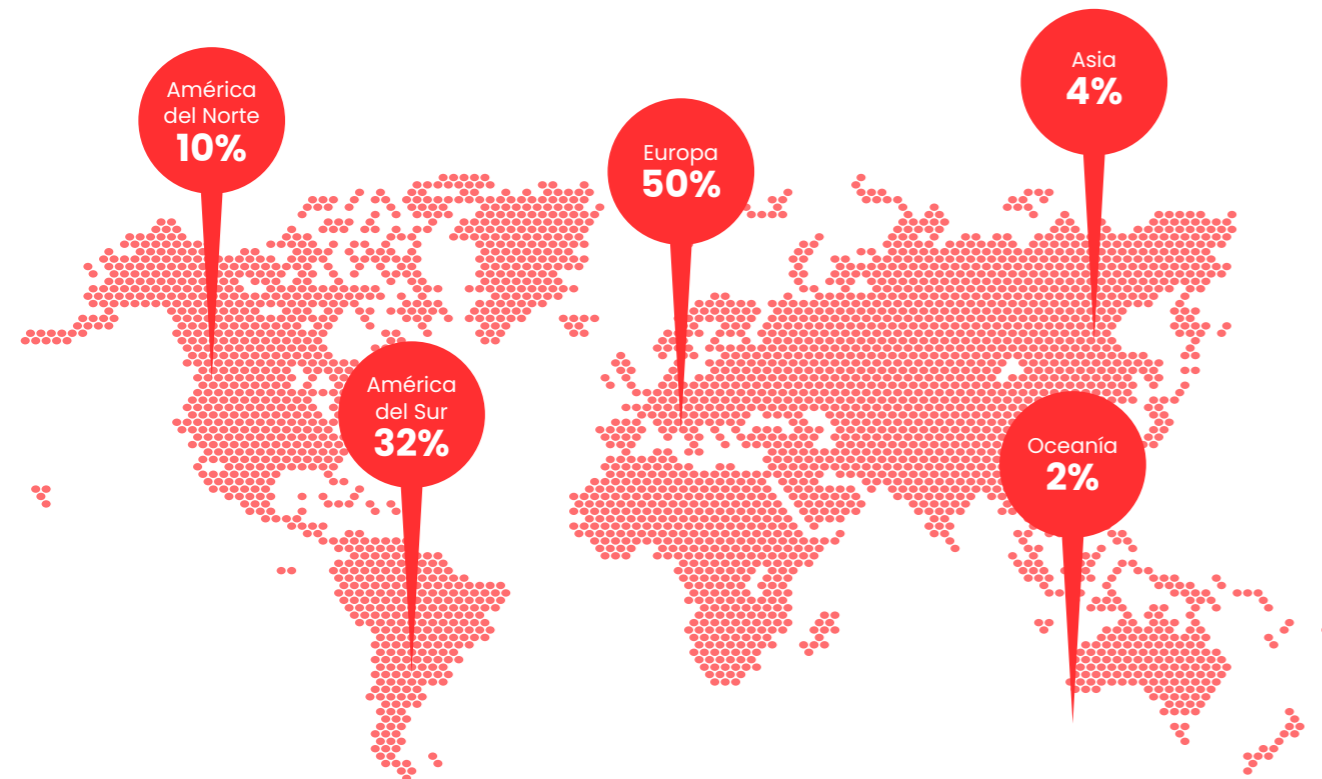 América
del Norte
10%
Europa
50%
Asia
4%
América
del Sur
32%
Oceanía
2%